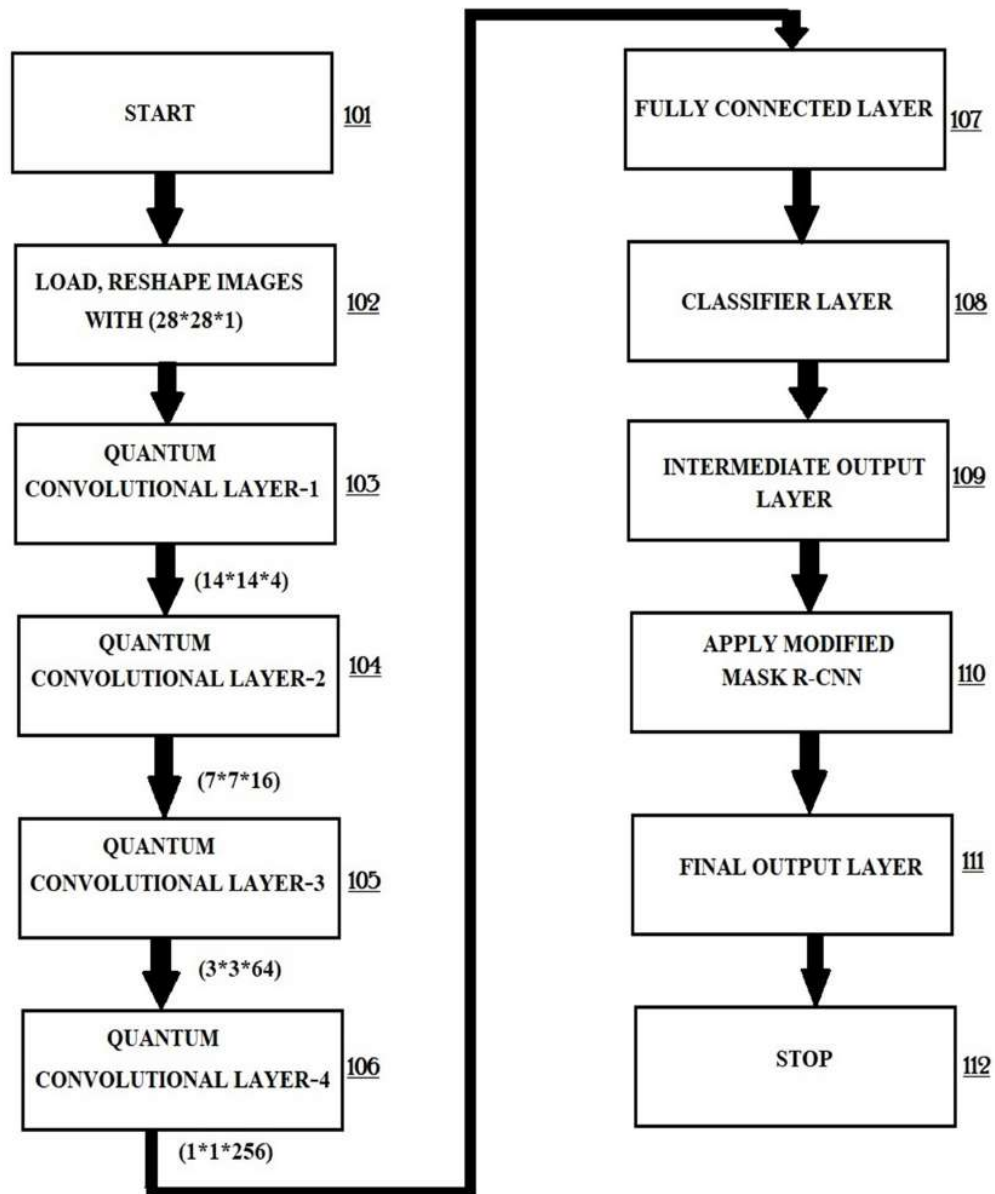 START
101
LOAD, RESHAPE IMAGES
WITH (28*28*1)
102
QUANTUM
CONVOLUTIONAL LAYER-1
103
(14*14*4)
QUANTUM
CONVOLUTIONAL LAYER-2
104
(7*7*16)
QUANTUM
CONVOLUTIONAL LAYER-3
105
(3*3*64)
QUANTUM
CONVOLUTIONAL LAYER-4
106
(1*1*256)
FULLY CONNECTED LAYER
107
CLASSIFIER LAYER
108
INTERMEDIATE OUTPUT
LAYER
109
APPLY MODIFIED
MASK R-CNN
110
FINAL OUTPUT LAYER
111
STOP
112